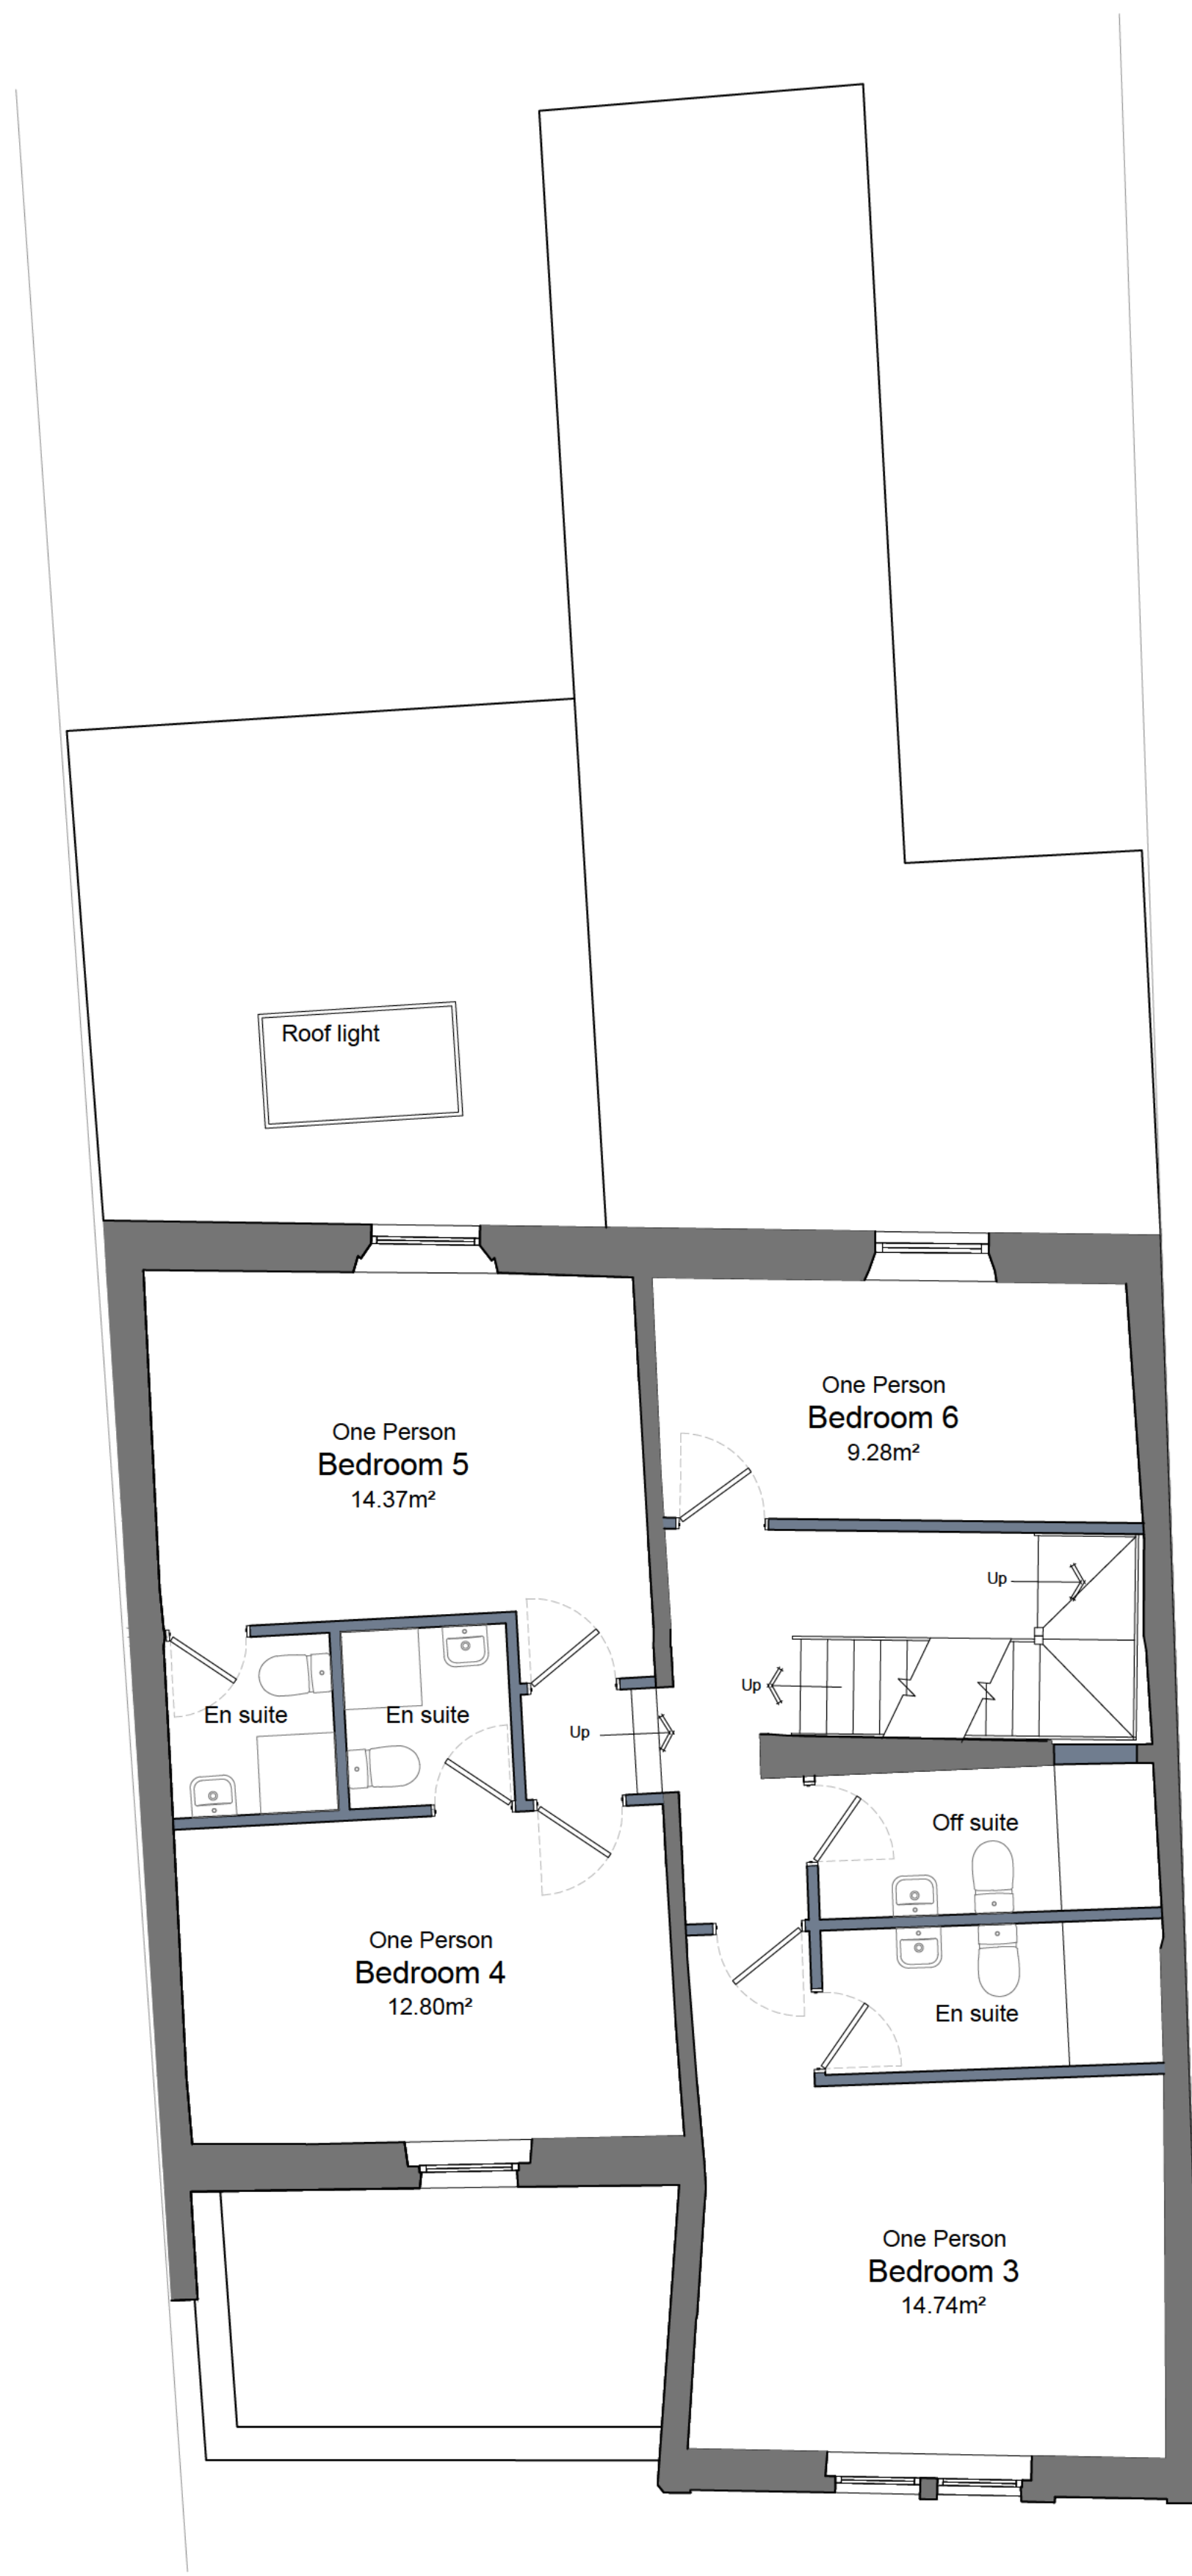 Roof light
One Person
Bedroom 6
9.28m²
One Person
Bedroom 5
14.37m²
Up
Up
En suite
En suite
Up
Off suite
One Person
Bedroom 4
12.80m²
En suite
One Person
Bedroom 3
14.74m²